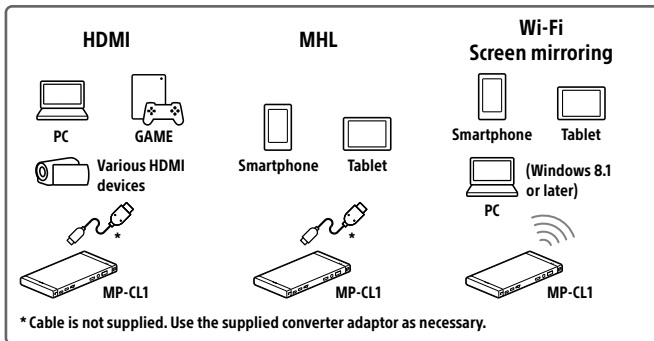 HDMI
PC
GAME
Various HDMI
devices
*
MP-CL1
MHL
Smartphone
Tablet
*
MP-CL1
Wi-Fi
Screen mirroring
Smartphone
Tablet
(Windows 8.1
or later)
PC
MP-CL1
* Cable is not supplied. Use the supplied converter adaptor as necessary.